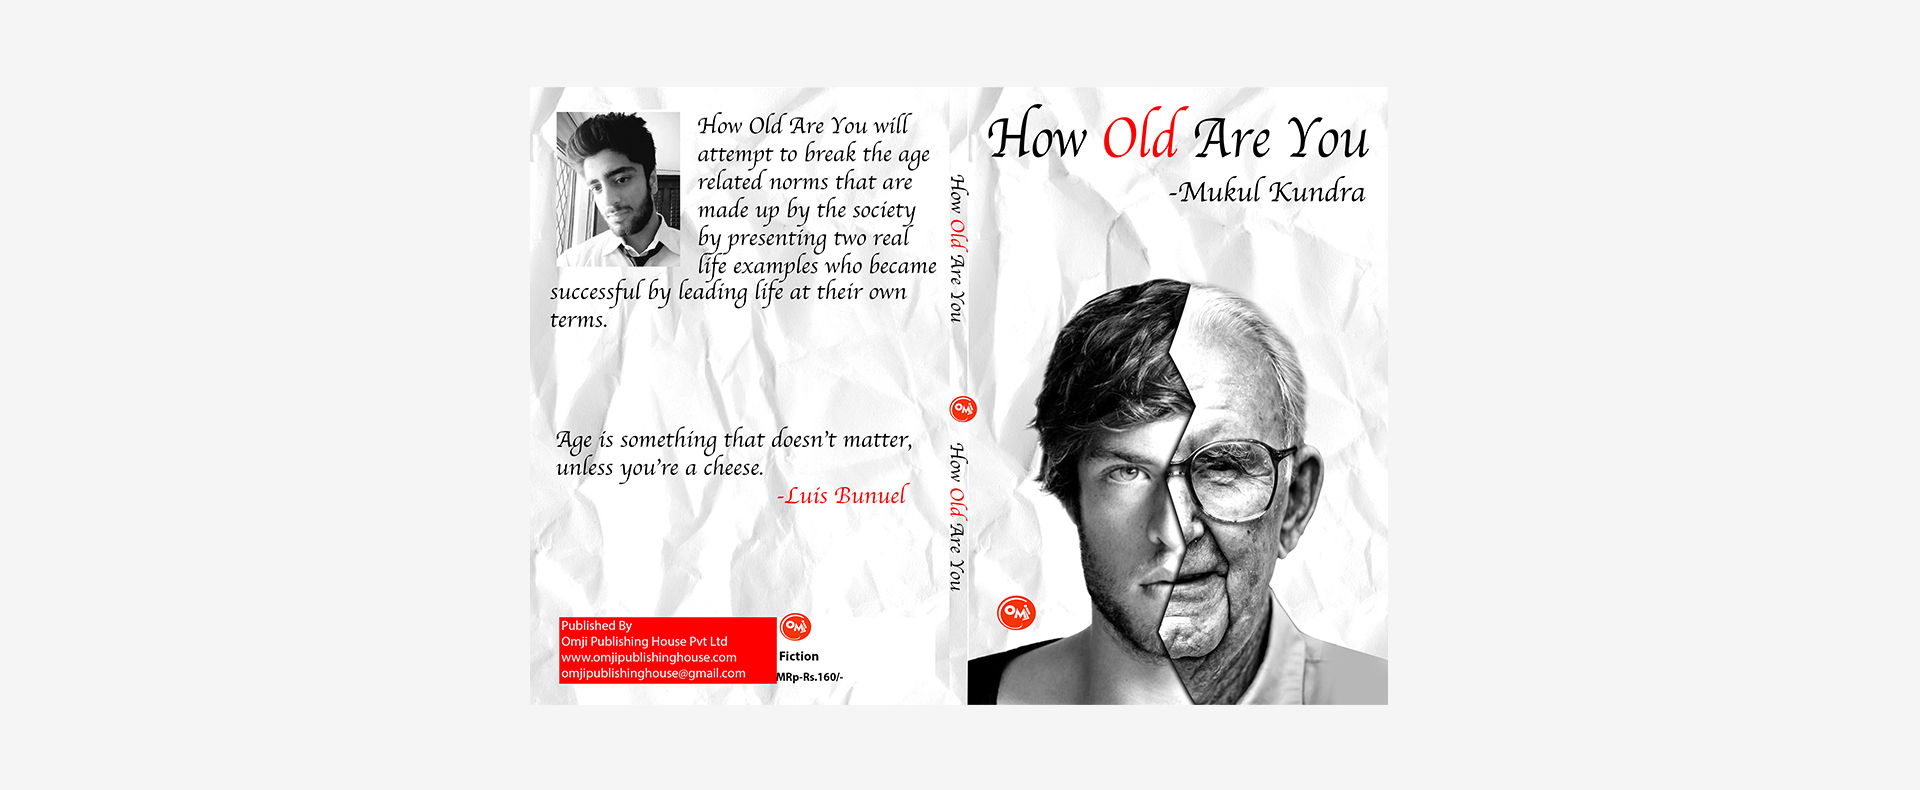 How Old Are You will
attempt to break the age
related norms that are
made up by the society
by presenting two real
life examples who became
successful by leading life at their own
terms.
Age is something that doesn't matter,
unless you're a cheese.
-Luis Bunuel
Published By
Omji Publishing House Pvt Ltd
www.omjipublishinghouse.com
omjipublishinghouse@gmail.com
OMJi
Fiction
MRp-Rs.160/-
How Old Are You
OMJi
How Old Are You
How Old Are You
-Mukul Kundra
OMJi